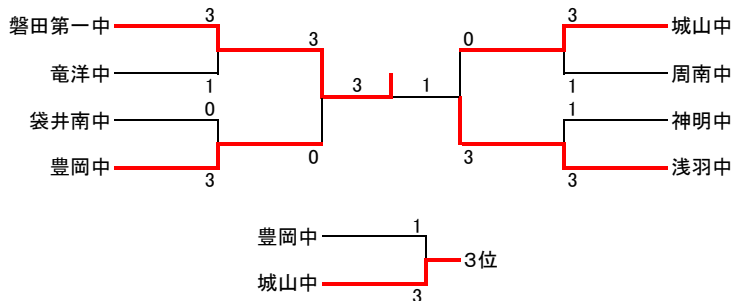 3 3 0 3
磐田第一中 城山中
竜洋中 3 1 周南中
1 1
袋井南中 0 1 神明中
豊岡中 0 3 浅羽中
3 3
豊岡中 1
3位
城山中 3